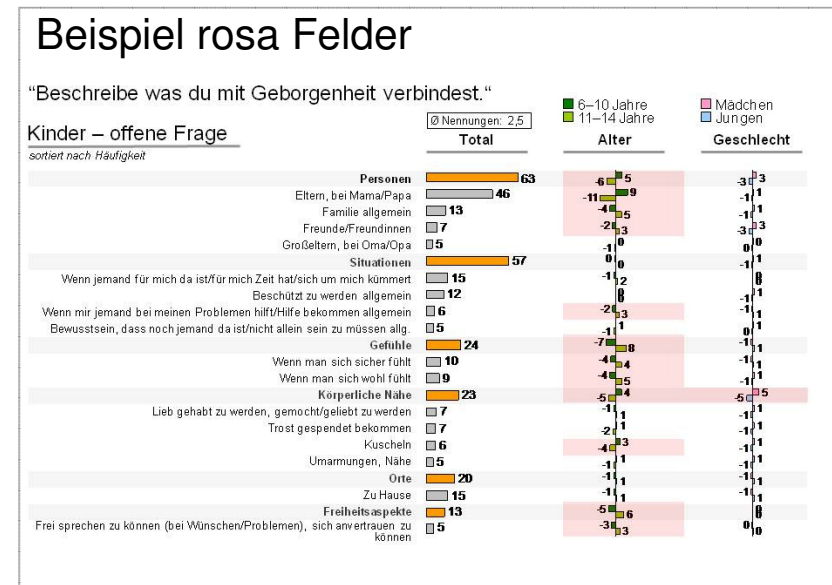 Beispiel rosa Felder
“Beschreibe was du mit Geborgenheit verbindest.“
6–10 Jahre Mädchen
Ø Nennungen: 2,5 11–14 Jahre Jungen
Kinder – offene Frage Total Alter Geschlecht
sortiert nach Häufigkeit
Personen 63 -6 5 -3 3
Eltern, bei Mama/Papa 46 -11 9 -1 1
Familie allgemein 13 -4 5 -1 1
Freunde/Freundinnen 7 -2 3 -3 3
Großeltern, bei Oma/Opa 5 -1 0 0 0
Situationen 57 0 0 -1 1
Wenn jemand für mich da ist/für mich Zeit hat/sich um mich kümmert 15 -1 2 0 0
Beschützt zu werden allgemein 12 0 0 -1 1
Wenn mir jemand bei meinen Problemen hilft/Hilfe bekommen allgemein 6 -2 3 -1 1
Bewusstsein, dass noch jemand da ist/nicht allein sein zu müssen allg. 5 -1 1 0 1
Gefühle 24 -7 8 -1 1
Wenn man sich sicher fühlt 10 -4 4 -1 1
Wenn man sich wohl fühlt 9 -4 5 -1 1
Körperliche Nähe 23 -5 4 -5 5
Lieb gehabt zu werden, gemocht/geliebt zu werden 7 -1 1 -1 1
Trost gespendet bekommen 7 -2 1 -1 1
Kuscheln 6 -4 3 -1 1
Umarmungen, Nähe 5 -1 1 -1 1
Orte 20 -1 1 -1 1
Zu Hause 15 -1 1 -1 1
Freiheitsaspekte 13 -5 6 0 0
Frei sprechen zu können (bei Wünschen/Problemen), sich anvertrauen zu 5 -3 3 0 0
können